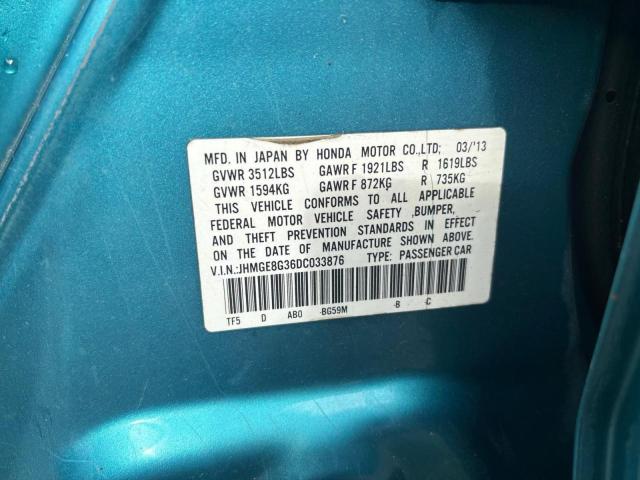 MFD. IN JAPAN BY HONDA MOTOR CO.,LTD; 03/'13
GVWR 3512LBS GAWR F 1921LBS R 1619LBS
GVWR 1594KG GAWR F 872KG R 735KG
THIS VEHICLE CONFORMS TO ALL APPLICABLE
FEDERAL MOTOR VEHICLE SAFETY ,BUMPER,
AND THEFT PREVENTION STANDARDS IN EFFECT
ON THE DATE OF MANUFACTURE SHOWN ABOVE.
V.I.N.:JHMGE8G36DC033876 TYPE: PASSENGER CAR
TF5 D AB0 -BG59M -B -C